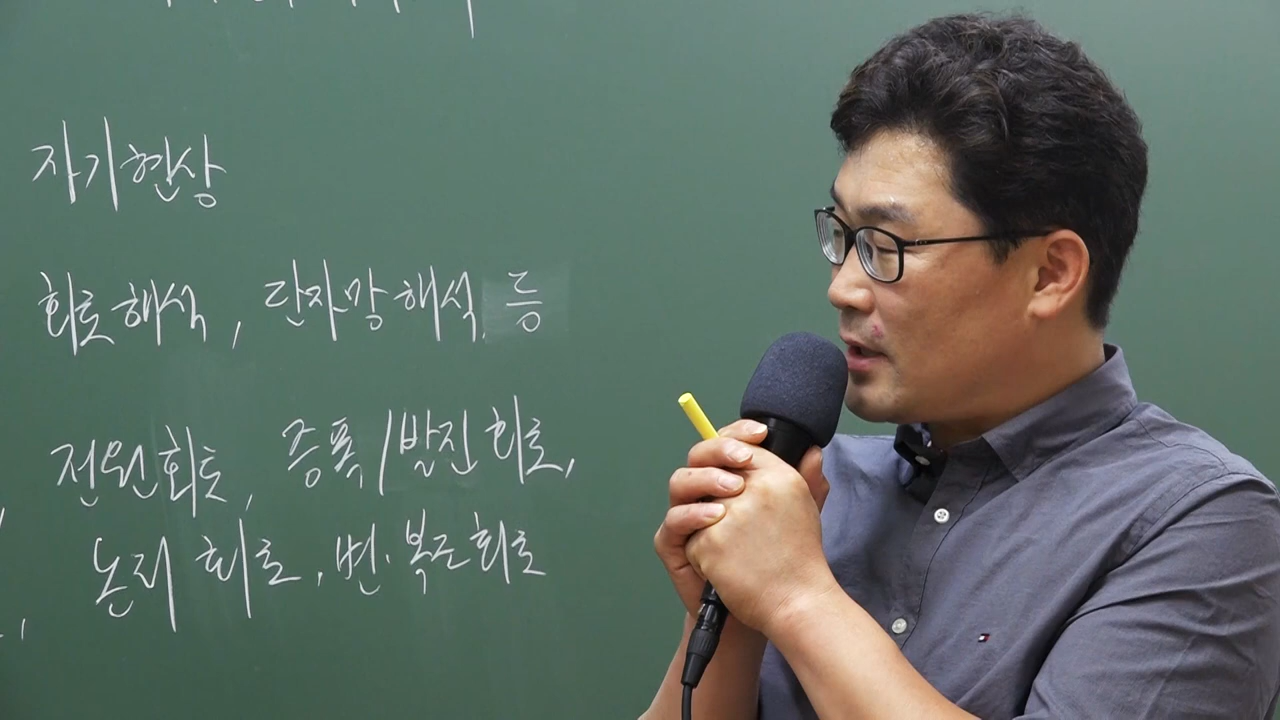 자기현상
회로해석, 단자망해석 등
전원회로, 증폭/발진회로,
논리회로, 변·복조회로